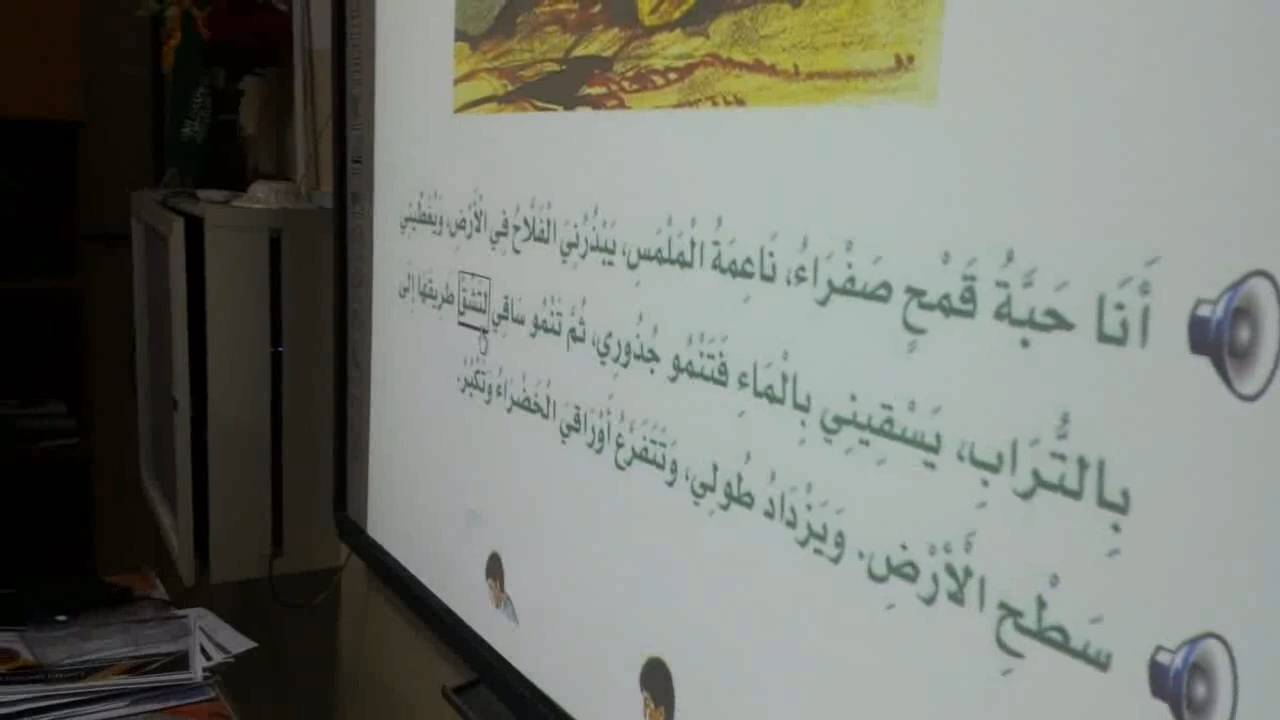 أَنَا حَبَّةُ قَمْحٍ صَفْرَاءُ، نَاعِمَةُ الْمَلْمَسِ، يَبْذُرُنِيَ الْفَلَّاحُ فِي الْأَرْضِ، وَيُغَطِّينِي
بِالتُّرَابِ، يَسْقِينِي بِالْمَاءِ فَتَنْمُو جُذُورِي، ثُمَّ تَنْمُو سَاقِي لِتَشُقَّ طَرِيقَهَا إِلَى
سَطْحِ الْأَرْضِ. وَيَزْدَادُ طُولِي، وَتَتَفَرَّعُ أَوْرَاقِيَ الْخَضْرَاءُ وَتَكْبُرُ.